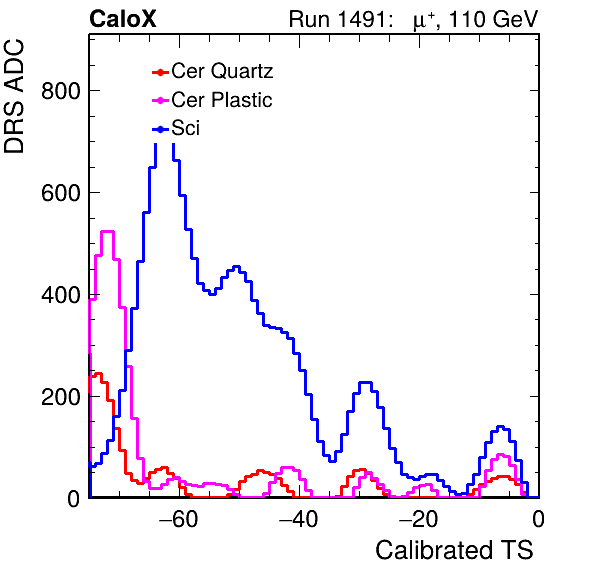 CaloX Run 1491: μ⁺, 110 GeV
DRS ADC
Cer Quartz
Cer Plastic
Sci
800
600
400
200
0
−60 −40 −20 0
Calibrated TS